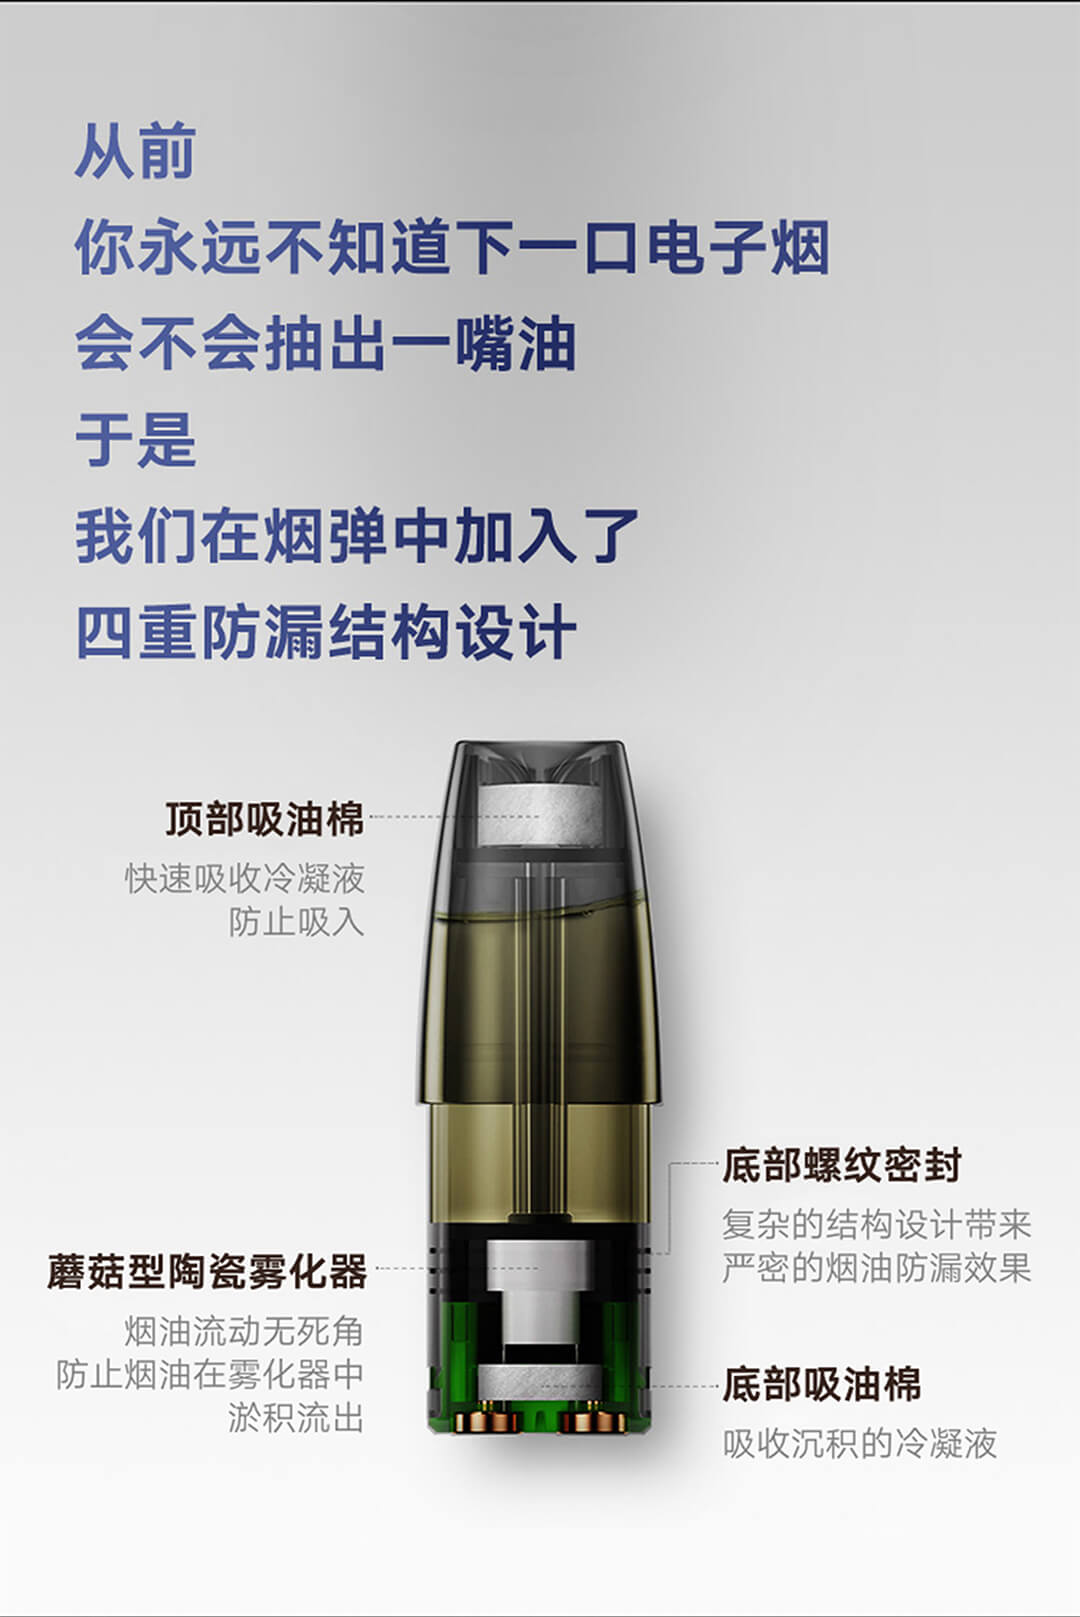 从前
你永远不知道下一口电子烟
会不会抽出一嘴油
于是
我们在烟弹中加入了
四重防漏结构设计
顶部吸油棉
快速吸收冷凝液
防止吸入
底部螺纹密封
复杂的结构设计带来
严密的烟油防漏效果
蘑菇型陶瓷雾化器
烟油流动无死角
防止烟油在雾化器中
淤积流出
底部吸油棉
吸收沉积的冷凝液